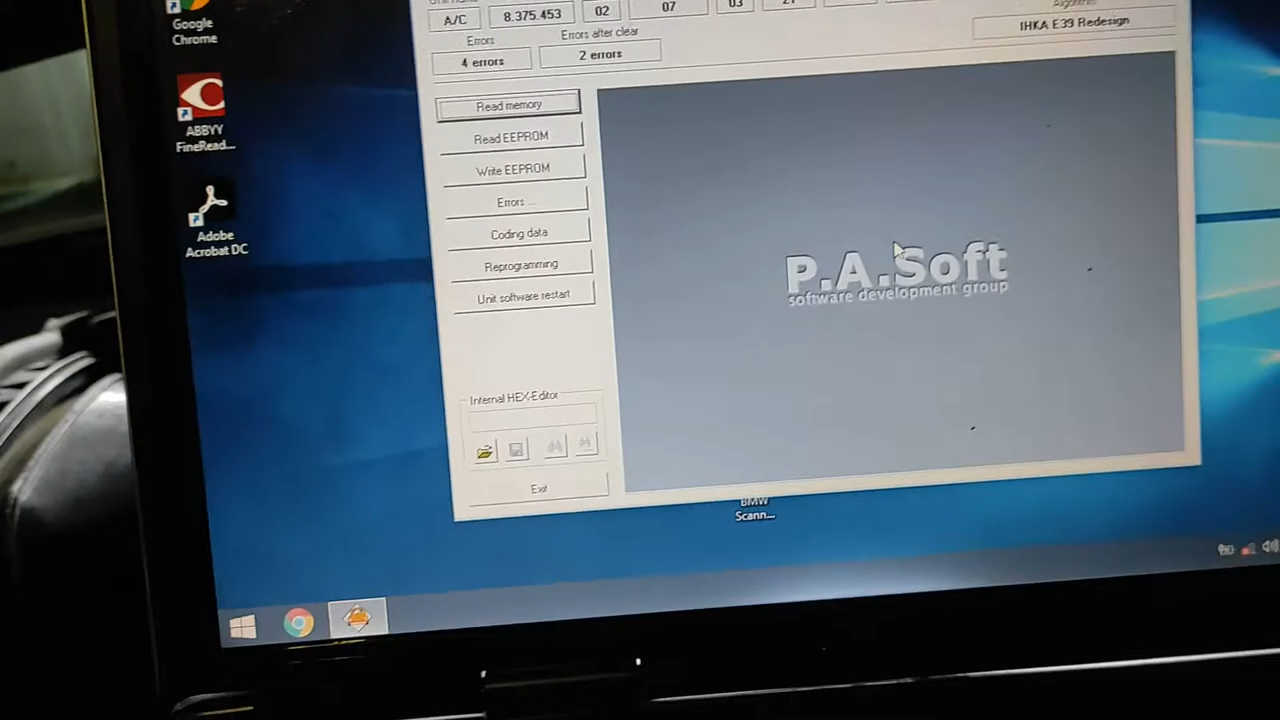 Google
Chrome
ABBYY
FineRead...
Adobe
Acrobat DC
A/C
8.375.453
02
07
03
21
IHKA E39 Redesign
Errors
Errors after clear
4 errors
2 errors
Read memory
Read EEPROM
Write EEPROM
Errors ...
Coding data
Reprogramming
Unit software restart
Internal HEX-Editor
Exit
P.A.Soft
software development group
BMW
Scann...